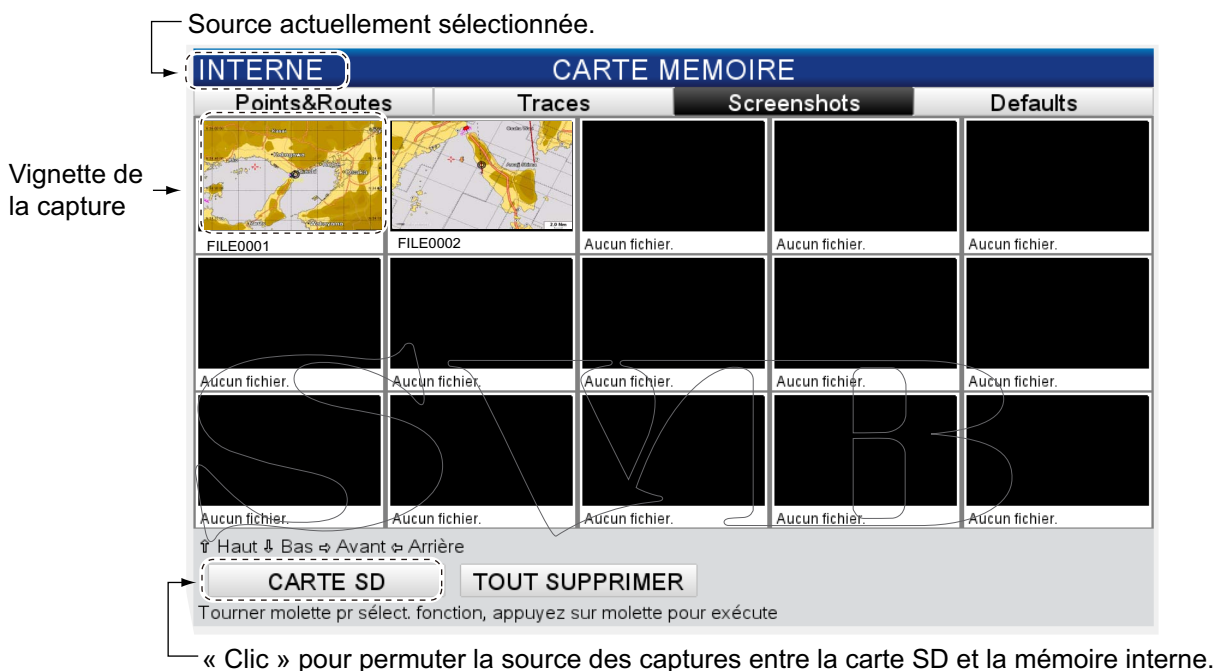 Source actuellement sélectionnée.
INTERNE CARTE MEMOIRE
Points&Routes Traces Screenshots Defaults
Vignette de
la capture
FILE0001 FILE0002 Aucun fichier. Aucun fichier. Aucun fichier.
Aucun fichier. Aucun fichier. Aucun fichier. Aucun fichier. Aucun fichier.
Aucun fichier. Aucun fichier. Aucun fichier. Aucun fichier. Aucun fichier.
⇧ Haut ⇩ Bas ⇨ Avant ⇦ Arrière
CARTE SD TOUT SUPPRIMER
Tourner molette pr sélect. fonction, appuyez sur molette pour exécute
« Clic » pour permuter la source des captures entre la carte SD et la mémoire interne.
SVB